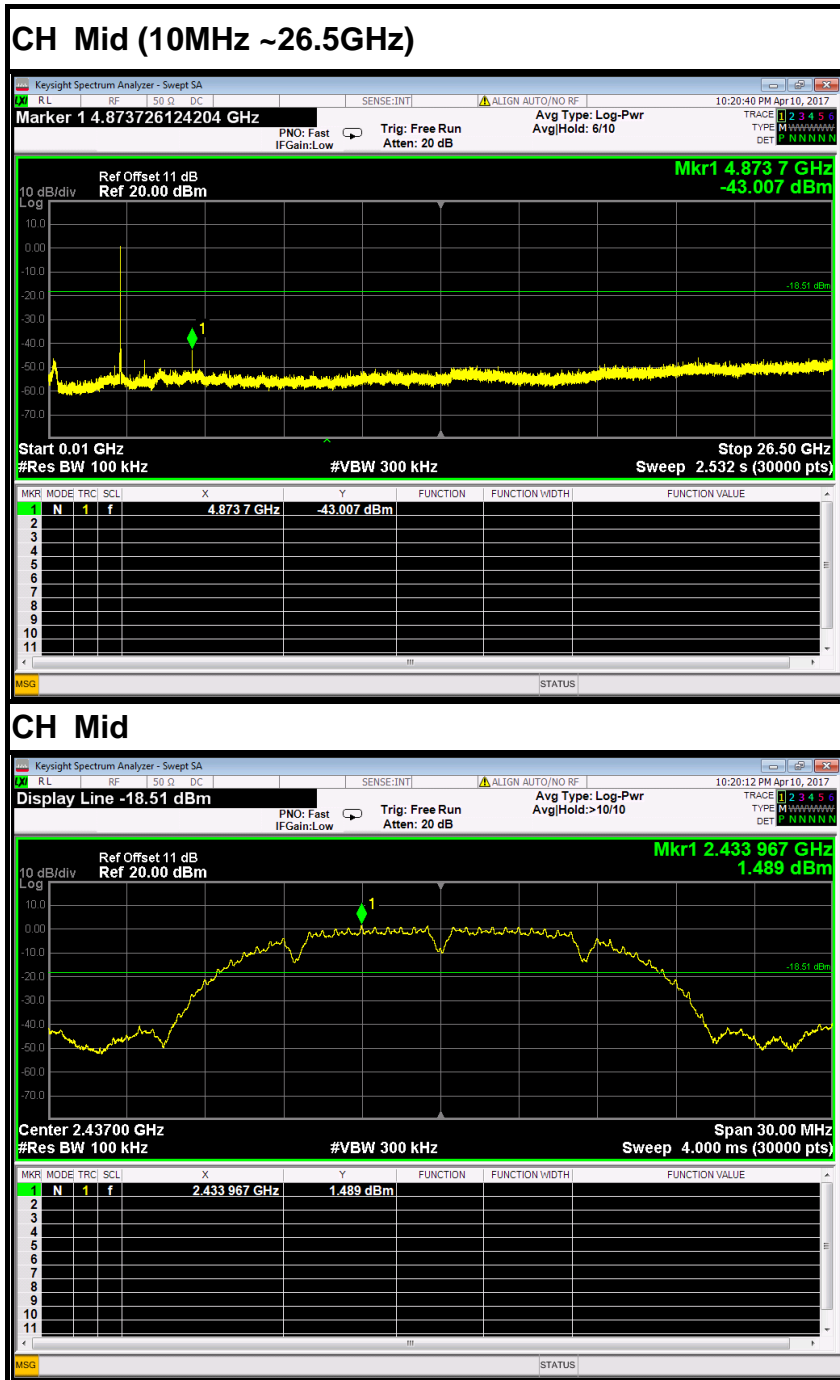 CH Mid (10MHz ~26.5GHz)
Keysight Spectrum Analyzer - Swept SA
LXI RL RF 50 Ω DC SENSE:INT ALIGN AUTO/NO RF 10:20:40 PM Apr 10, 2017
Marker 1 4.873726124204 GHz
PNO: Fast
IFGain:Low
Trig: Free Run
Atten: 20 dB
Avg Type: Log-Pwr
Avg|Hold: 6/10
TRACE 1 2 3 4 5 6
TYPE M WWWWW
DET P N N N N N
Mkr1 4.873 7 GHz
-43.007 dBm
Ref Offset 11 dB
10 dB/div Ref 20.00 dBm
Log
10.0
0.00
-10.0
-18.51 dBm
-20.0
-30.0
1
-40.0
-50.0
-60.0
-70.0
Start 0.01 GHz Stop 26.50 GHz
#Res BW 100 kHz #VBW 300 kHz Sweep 2.532 s (30000 pts)
MKR MODE TRC SCL X Y FUNCTION FUNCTION WIDTH FUNCTION VALUE
1 N 1 f 4.873 7 GHz -43.007 dBm
2
3
4
5
6
7
8
9
10
11
MSG STATUS
CH Mid
Keysight Spectrum Analyzer - Swept SA
LXI RL RF 50 Ω DC SENSE:INT ALIGN AUTO/NO RF 10:20:12 PM Apr 10, 2017
Display Line -18.51 dBm
PNO: Fast
IFGain:Low
Trig: Free Run
Atten: 20 dB
Avg Type: Log-Pwr
Avg|Hold:>10/10
TRACE 1 2 3 4 5 6
TYPE M WWWWW
DET P N N N N N
Mkr1 2.433 967 GHz
1.489 dBm
Ref Offset 11 dB
10 dB/div Ref 20.00 dBm
Log
10.0
1
0.00
-10.0
-18.51 dBm
-20.0
-30.0
-40.0
-50.0
-60.0
-70.0
Center 2.43700 GHz Span 30.00 MHz
#Res BW 100 kHz #VBW 300 kHz Sweep 4.000 ms (30000 pts)
MKR MODE TRC SCL X Y FUNCTION FUNCTION WIDTH FUNCTION VALUE
1 N 1 f 2.433 967 GHz 1.489 dBm
2
3
4
5
6
7
8
9
10
11
MSG STATUS